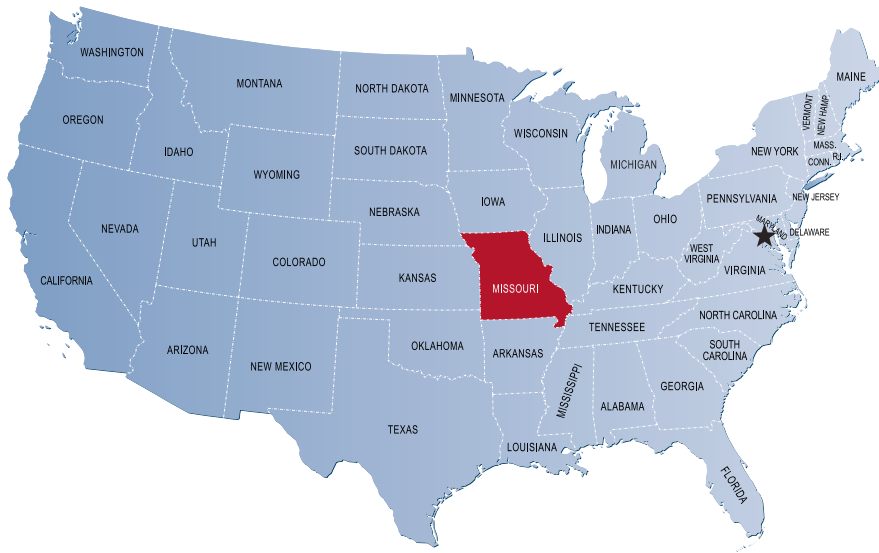 WASHINGTON
OREGON
CALIFORNIA
NEVADA
IDAHO
MONTANA
WYOMING
UTAH
ARIZONA
COLORADO
NEW MEXICO
NORTH DAKOTA
SOUTH DAKOTA
NEBRASKA
KANSAS
OKLAHOMA
TEXAS
MINNESOTA
IOWA
MISSOURI
ARKANSAS
LOUISIANA
WISCONSIN
ILLINOIS
MICHIGAN
INDIANA
OHIO
KENTUCKY
TENNESSEE
MISSISSIPPI
ALABAMA
GEORGIA
FLORIDA
SOUTH
CAROLINA
NORTH CAROLINA
VIRGINIA
WEST
VIRGINIA
MARYLAND
DELAWARE
PENNSYLVANIA
NEW JERSEY
NEW YORK
CONN.
R.I.
MASS.
VERMONT
NEW HAMP.
MAINE